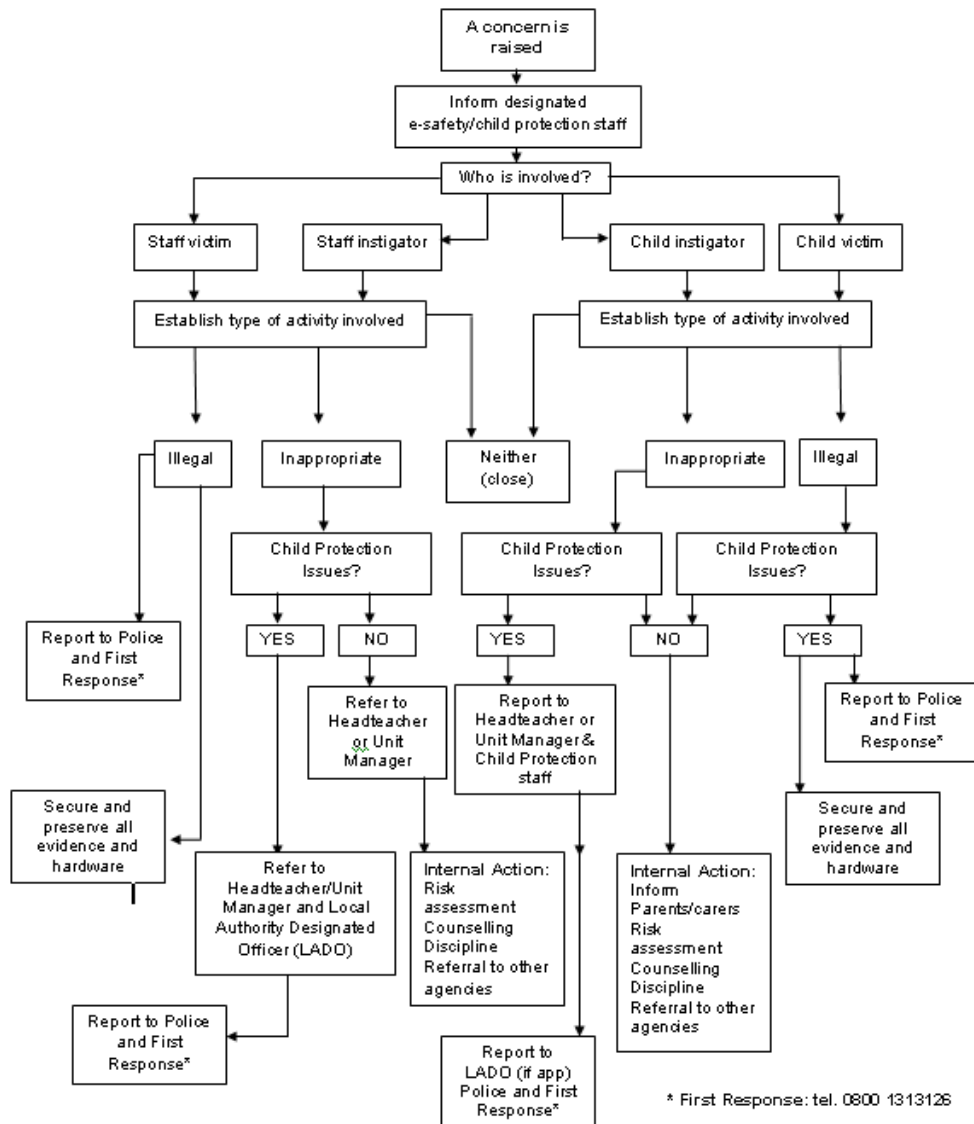 A concern is
raised
Inform designated
e-safety/child protection staff
Who is involved?
Staff victim
Staff instigator
Child instigator
Child victim
Establish type of activity involved
Establish type of activity involved
Illegal
Inappropriate
Neither
(close)
Inappropriate
Illegal
Child Protection
Issues?
Child Protection
Issues?
Child Protection
Issues?
Report to Police
and First
Response*
YES
NO
YES
NO
YES
Refer to
Headteacher
or Unit
Manager
Report to
Headteacher or
Unit Manager &
Child Protection
staff
Report to Police
and First
Response*
Secure and
preserve all
evidence and
hardware
Secure and
preserve all
evidence and
hardware
Refer to
Headteacher/Unit
Manager and Local
Authority Designated
Officer (LADO)
Internal Action:
Risk
assessment
Counselling
Discipline
Referral to other
agencies
Internal Action:
Inform
Parents/carers
Risk
assessment
Counselling
Discipline
Referral to other
agencies
Report to Police
and First
Response*
Report to
LADO (if app)
Police and First
Response*
* First Response: tel. 0800 1313126